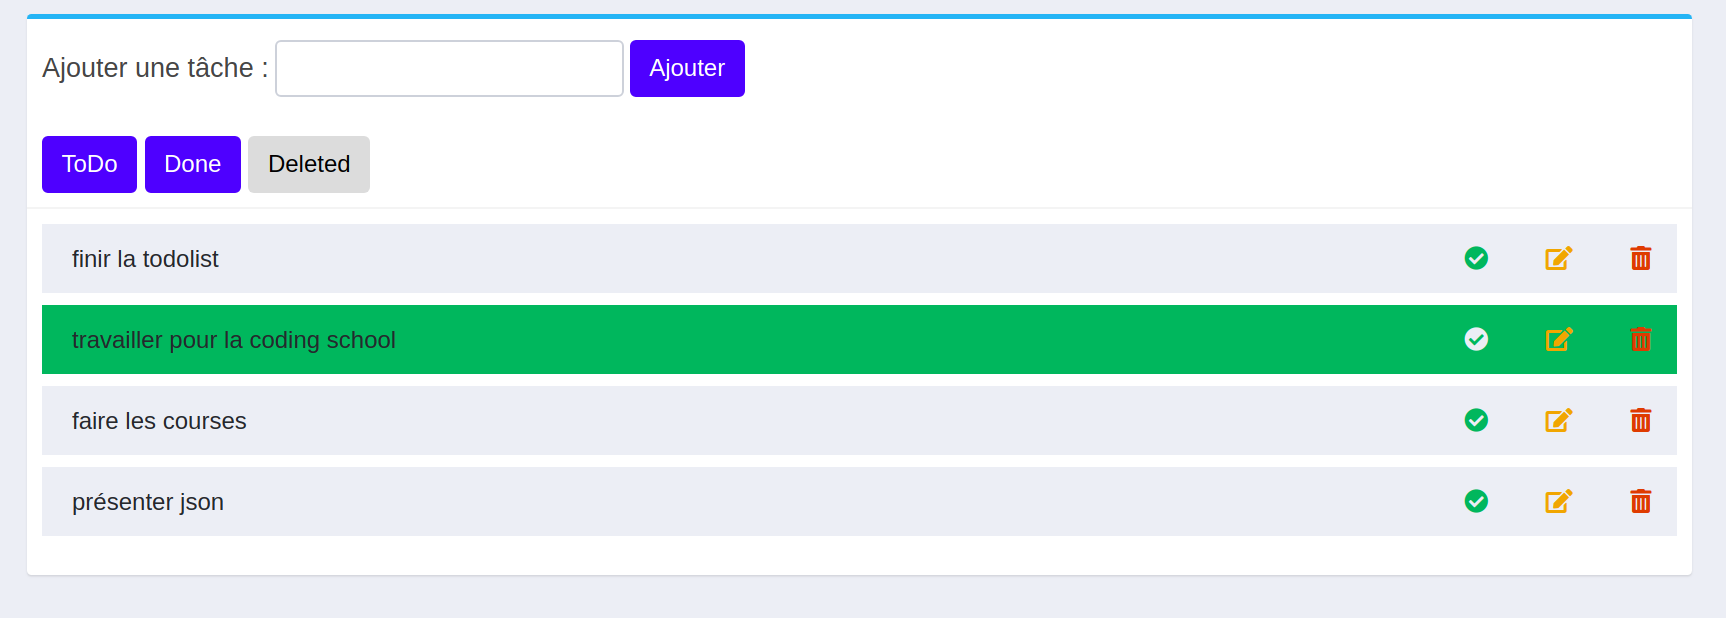 Ajouter une tâche : Ajouter
ToDo Done Deleted
finir la todolist
travailler pour la coding school
faire les courses
présenter json